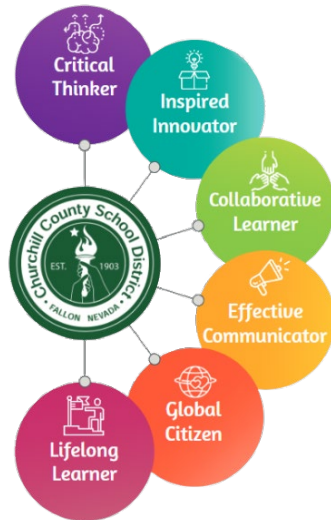 Critical
Thinker
Inspired
Innovator
Collaborative
Learner
Churchill County School District
EST. 1903
• FALLON NEVADA •
Effective
Communicator
Global
Citizen
Lifelong
Learner